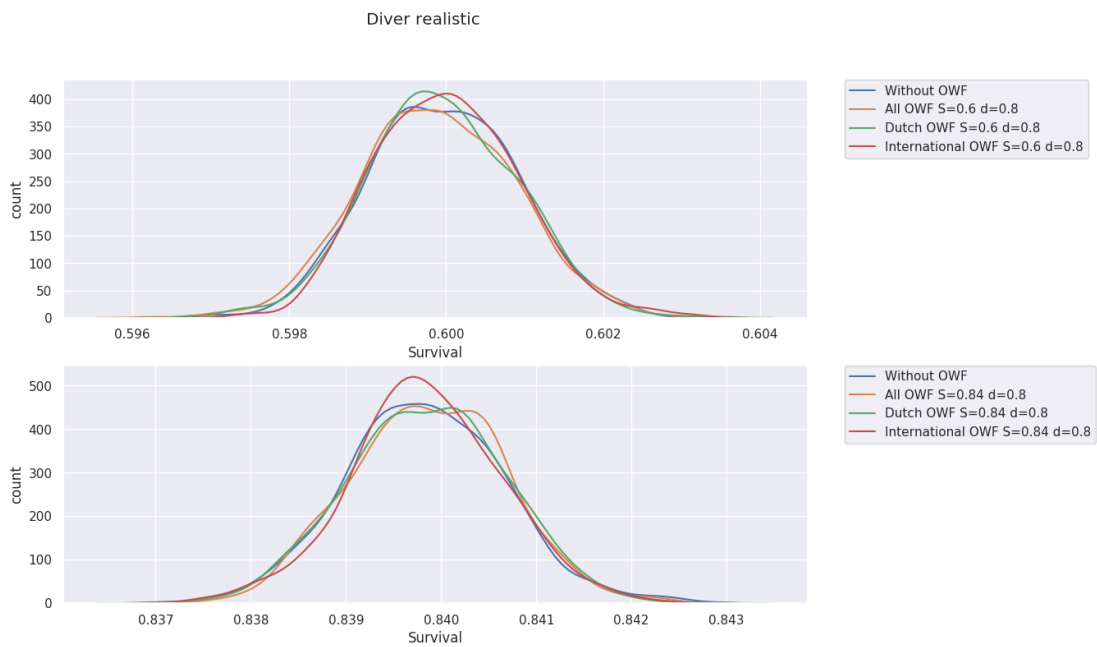 Diver realistic
400
350
300
250
200
150
100
50
0
count
0.596 0.598 0.600 0.602 0.604
Survival
Without OWF
All OWF S=0.6 d=0.8
Dutch OWF S=0.6 d=0.8
International OWF S=0.6 d=0.8
500
400
300
200
100
0
count
0.837 0.838 0.839 0.840 0.841 0.842 0.843
Survival
Without OWF
All OWF S=0.84 d=0.8
Dutch OWF S=0.84 d=0.8
International OWF S=0.84 d=0.8